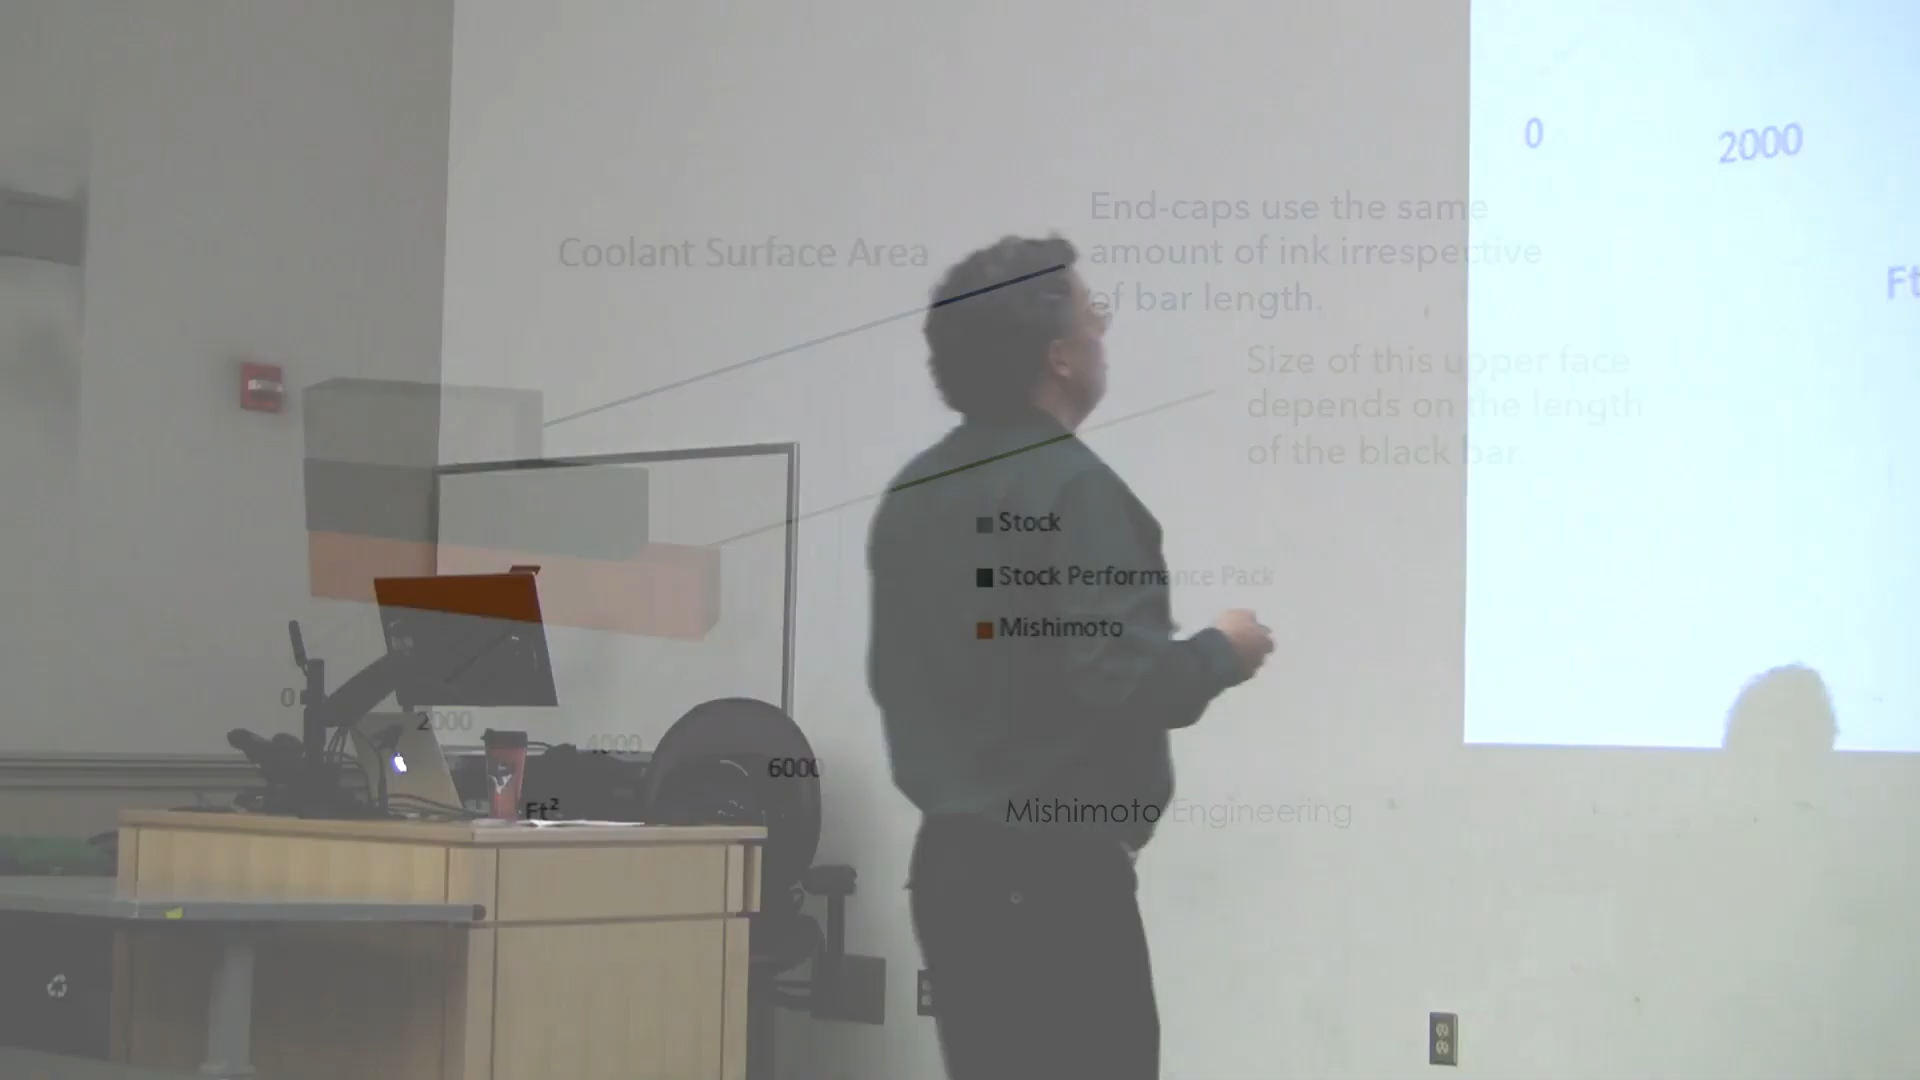 0
2000
Ft
Coolant Surface Area
End-caps use the same
amount of ink irrespective
of bar length.
Size of this upper face
depends on the length
of the black bar.
Stock
Stock Performance Pack
Mishimoto
0
2000
4000
6000
Ft²
Mishimoto Engineering